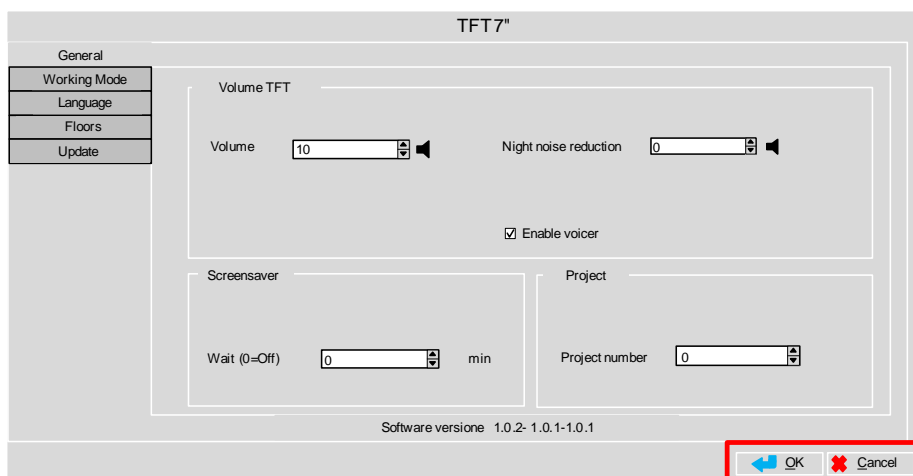 TFT7"
General
Working Mode
Language
Floors
Update
Volume TFT
Volume 10 Night noise reduction 0
Enable voicer
Screensaver
Wait (0=Off) 0 min
Project
Project number 0
Software versione 1.0.2- 1.0.1-1.0.1
OK Cancel